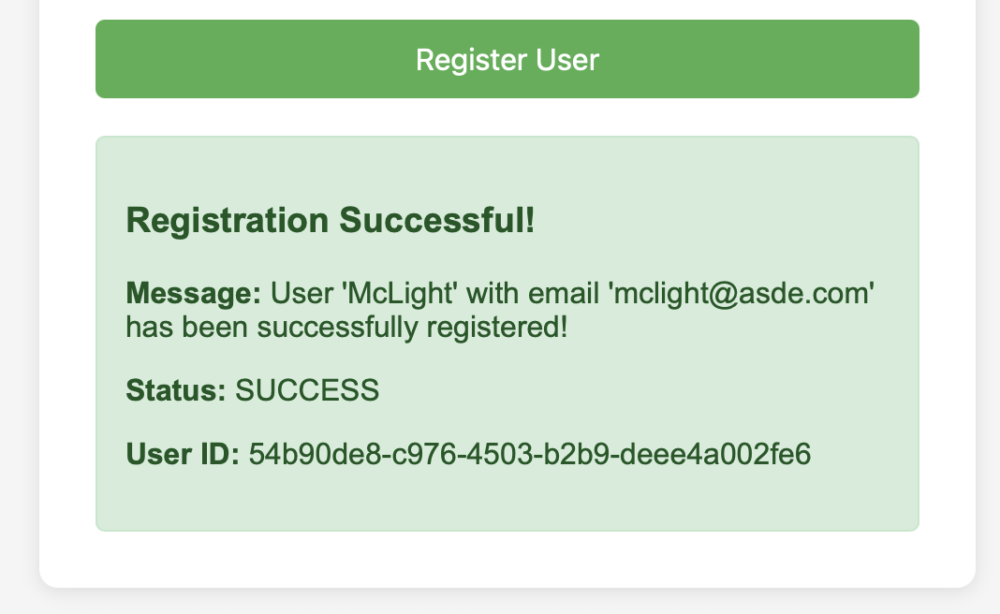 Register User
Registration Successful!
Message: User 'McLight' with email 'mclight@asde.com'
has been successfully registered!
Status: SUCCESS
User ID: 54b90de8-c976-4503-b2b9-deee4a002fe6